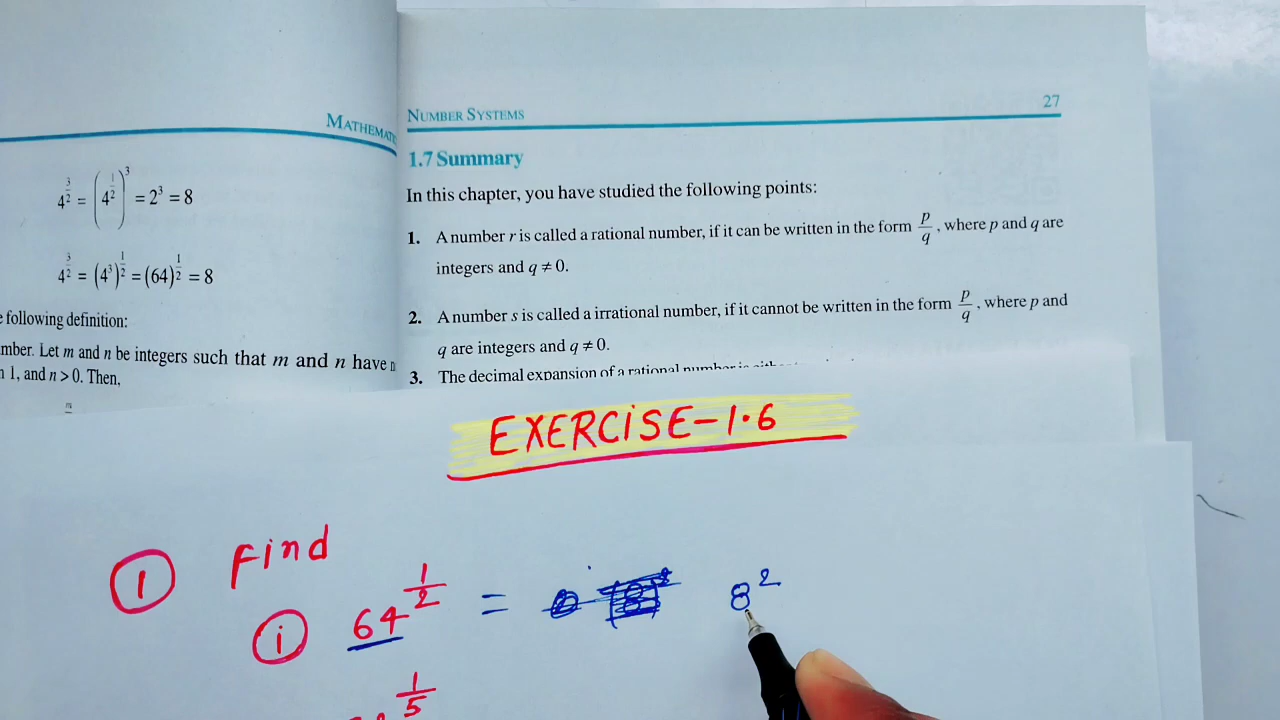 MATHEMAT
4^(3/2) = (4^(1/2))^3 = 2^3 = 8
4^(3/2) = (4^3)^(1/2) = (64)^(1/2) = 8
following definition:
mber. Let m and n be integers such that m and n have
1, and n > 0. Then,
m
NUMBER SYSTEMS 27
1.7 Summary
In this chapter, you have studied the following points:
1. A number r is called a rational number, if it can be written in the form p/q, where p and q are
integers and q ≠ 0.
2. A number s is called a irrational number, if it cannot be written in the form p/q, where p and
q are integers and q ≠ 0.
3. The decimal expansion of a rational number is
EXERCISE-1.6
① Find
ⓘ 64^(1/2) = 8^2
1/5